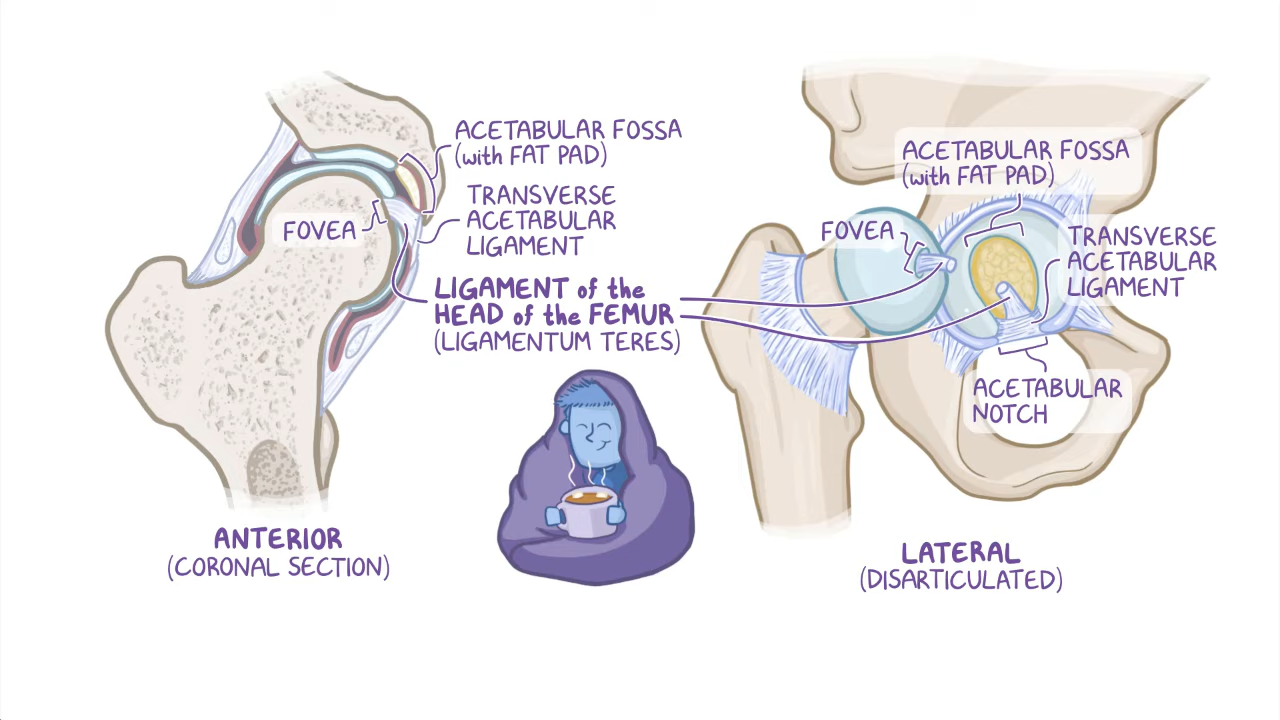 ACETABULAR FOSSA
(with FAT PAD)
TRANSVERSE
ACETABULAR
LIGAMENT
FOVEA
LIGAMENT of the
HEAD of the FEMUR
(LIGAMENTUM TERES)
ANTERIOR
(CORONAL SECTION)
ACETABULAR FOSSA
(with FAT PAD)
FOVEA
TRANSVERSE
ACETABULAR
LIGAMENT
ACETABULAR
NOTCH
LATERAL
(DISARTICULATED)